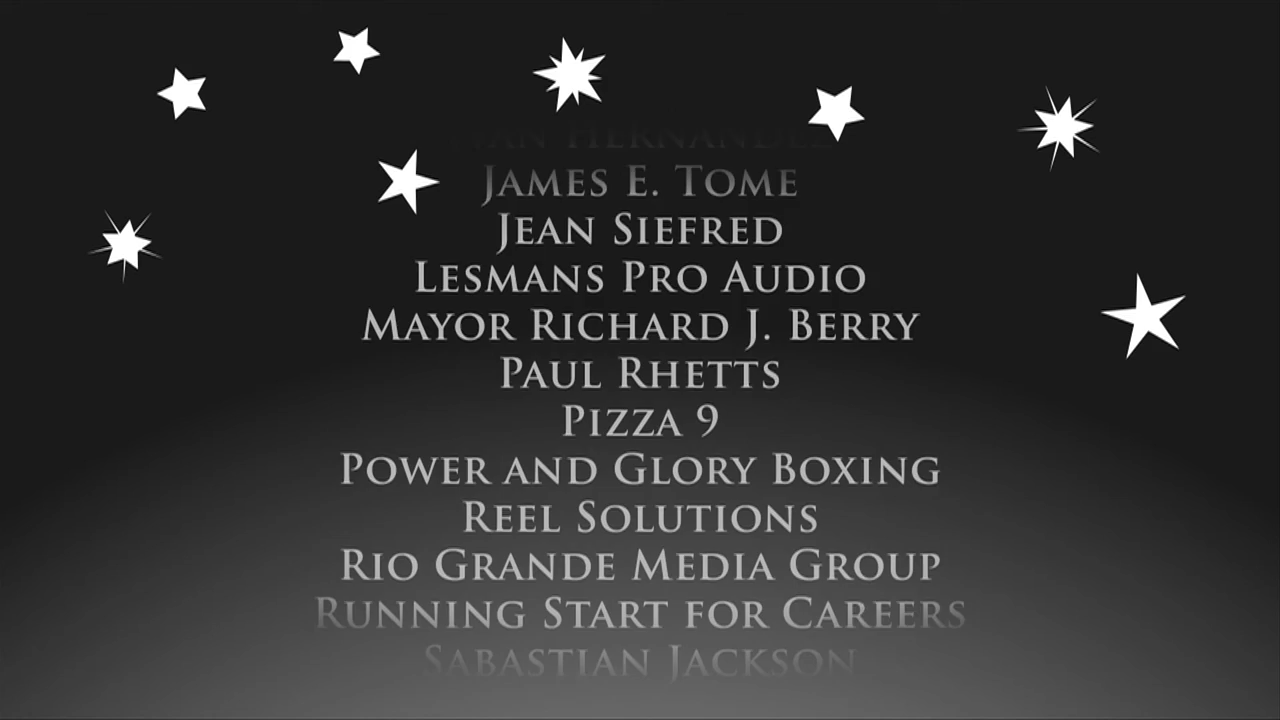 Hernandez
James E. Tome
Jean Siefred
Lesmans Pro Audio
Mayor Richard J. Berry
Paul Rhetts
Pizza 9
Power and Glory Boxing
Reel Solutions
Rio Grande Media Group
Running Start for Careers
Sabastian Jackson